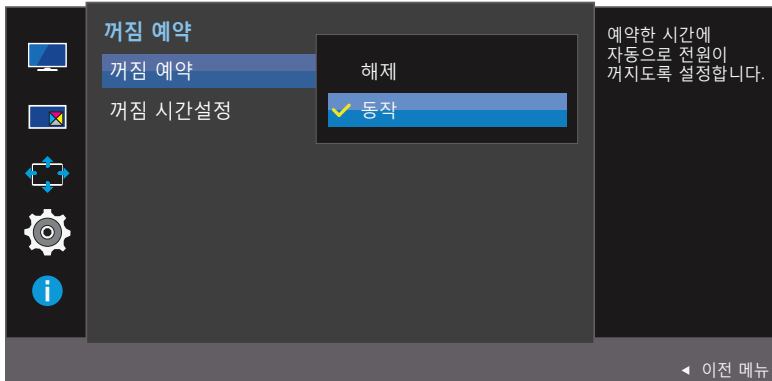 꺼짐 예약
꺼짐 예약
해제
꺼짐 시간설정
동작
예약한 시간에
자동으로 전원이
꺼지도록 설정합니다.
이전 메뉴